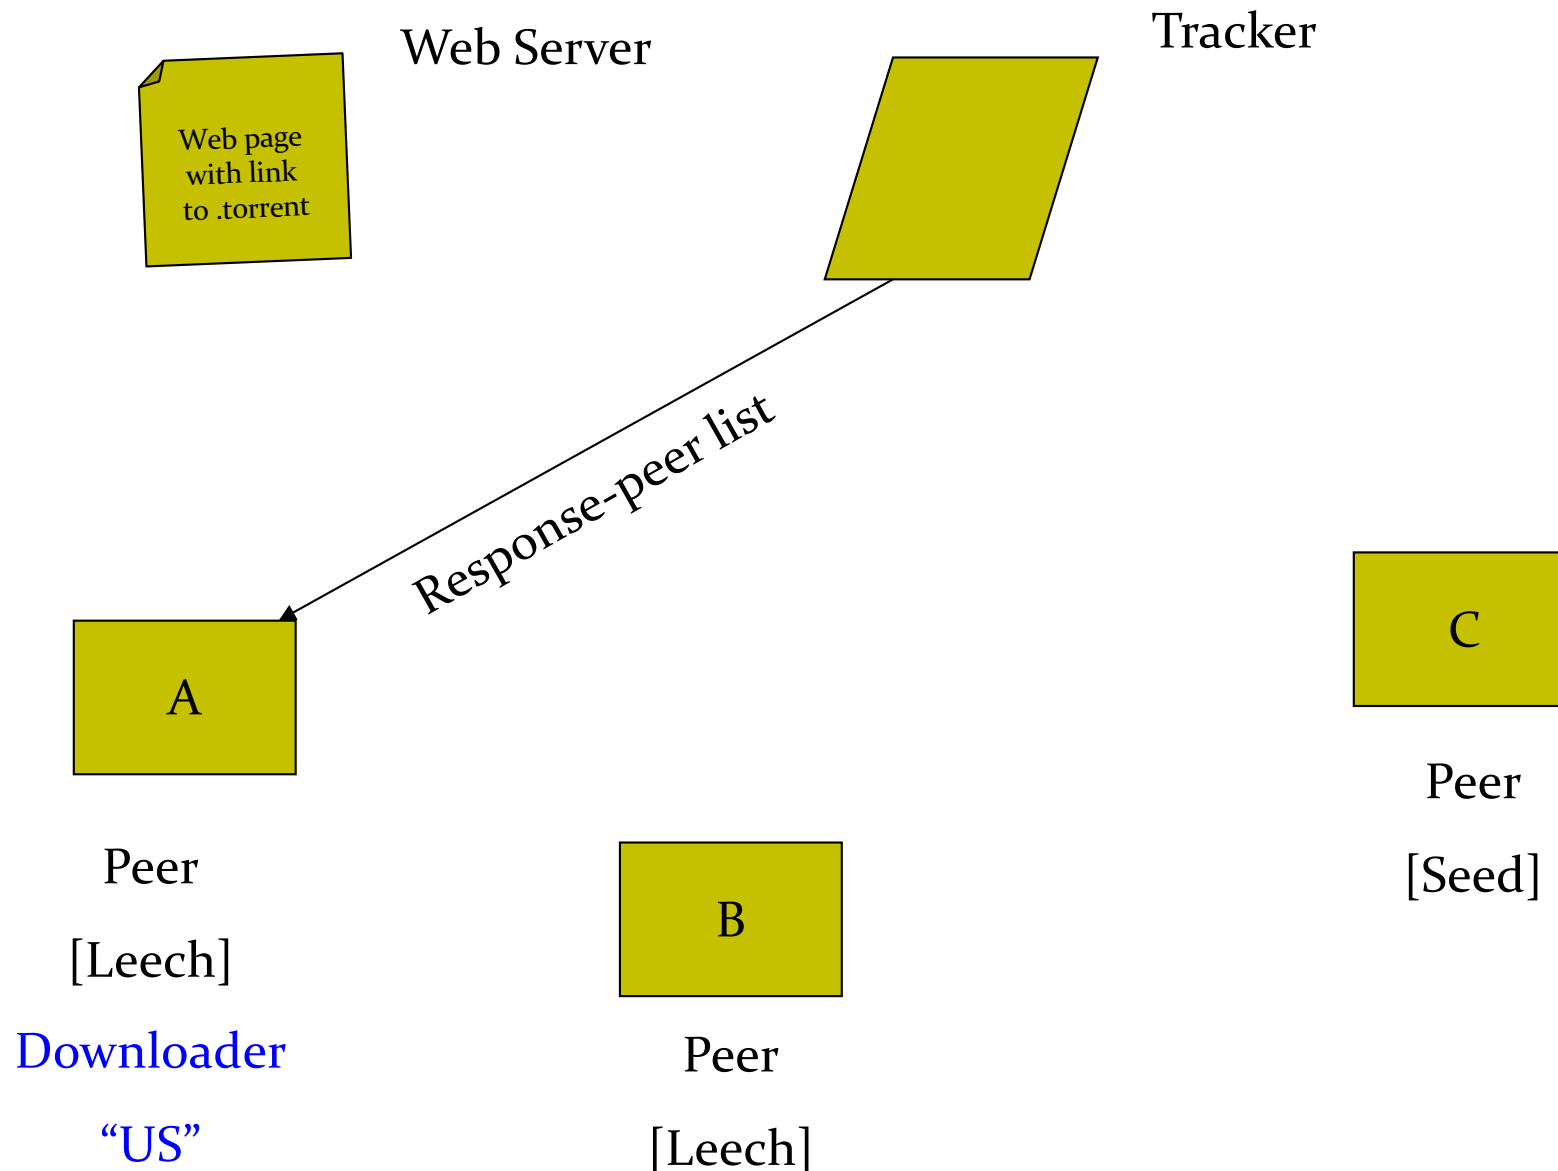 Web Server
Tracker
Web page
with link
to .torrent
Response-peer list
A
Peer
[Leech]
Downloader
“US”
B
Peer
[Leech]
C
Peer
[Seed]